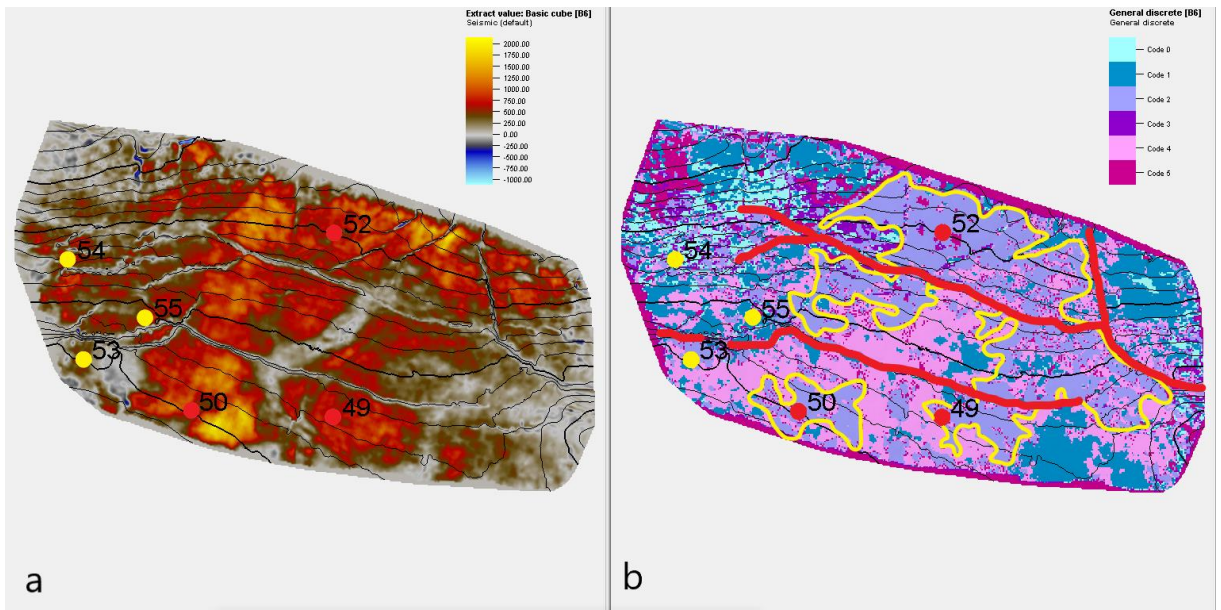 Extract value: Basic cube [B6]
Seismic (default)
2000.00
1750.00
1500.00
1250.00
1000.00
750.00
500.00
250.00
0.00
-250.00
-500.00
-750.00
-1000.00
52
54
55
53
50
49
a
General discrete [B6]
General discrete
Code 0
Code 1
Code 2
Code 3
Code 4
Code 5
52
54
55
53
50
49
b